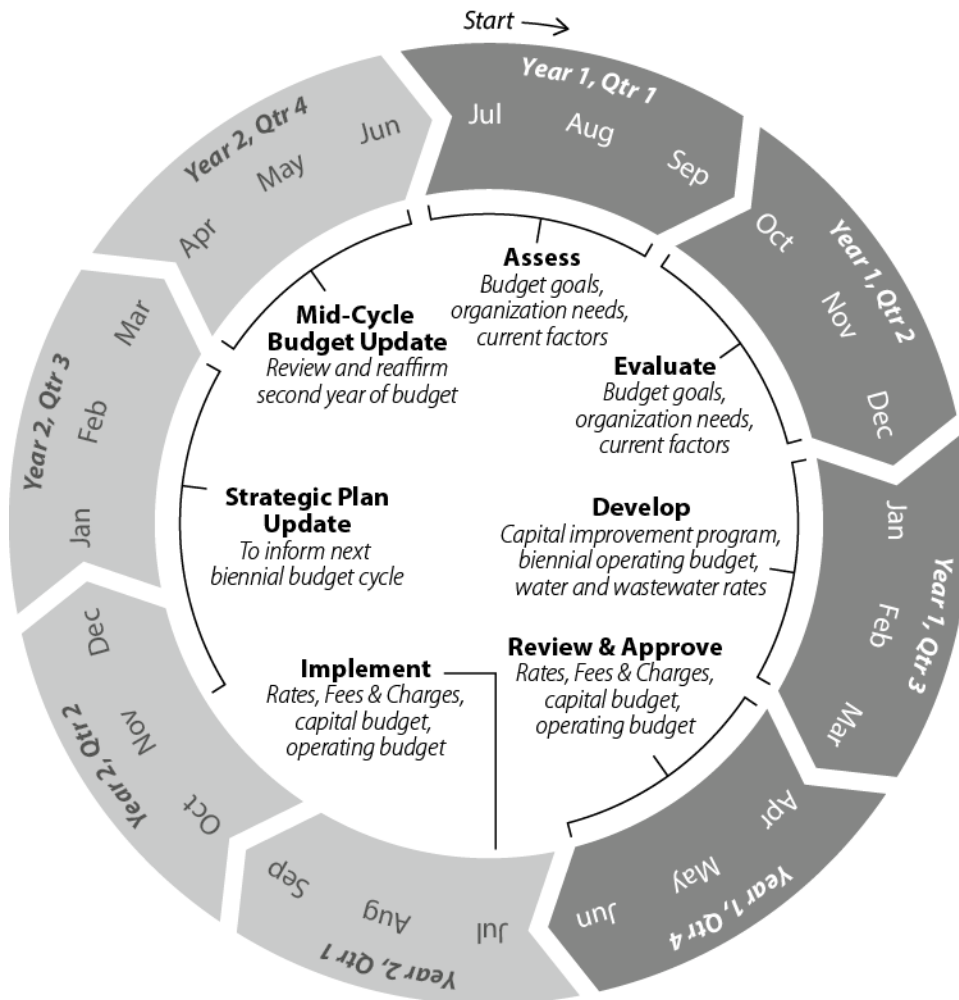 Start
Year 1, Qtr 1
Jul
Aug
Sep
Year 1, Qtr 2
Oct
Nov
Dec
Year 1, Qtr 3
Jan
Feb
Mar
Year 1, Qtr 4
Apr
May
Jun
Year 2, Qtr 1
Jul
Aug
Sep
Year 2, Qtr 2
Oct
Nov
Dec
Year 2, Qtr 3
Jan
Feb
Mar
Year 2, Qtr 4
Apr
May
Jun
Assess
Budget goals,
organization needs,
current factors
Evaluate
Budget goals,
organization needs,
current factors
Develop
Capital improvement program,
biennial operating budget,
water and wastewater rates
Review & Approve
Rates, Fees & Charges,
capital budget,
operating budget
Implement
Rates, Fees & Charges,
capital budget,
operating budget
Strategic Plan
Update
To inform next
biennial budget cycle
Mid-Cycle
Budget Update
Review and reaffirm
second year of budget